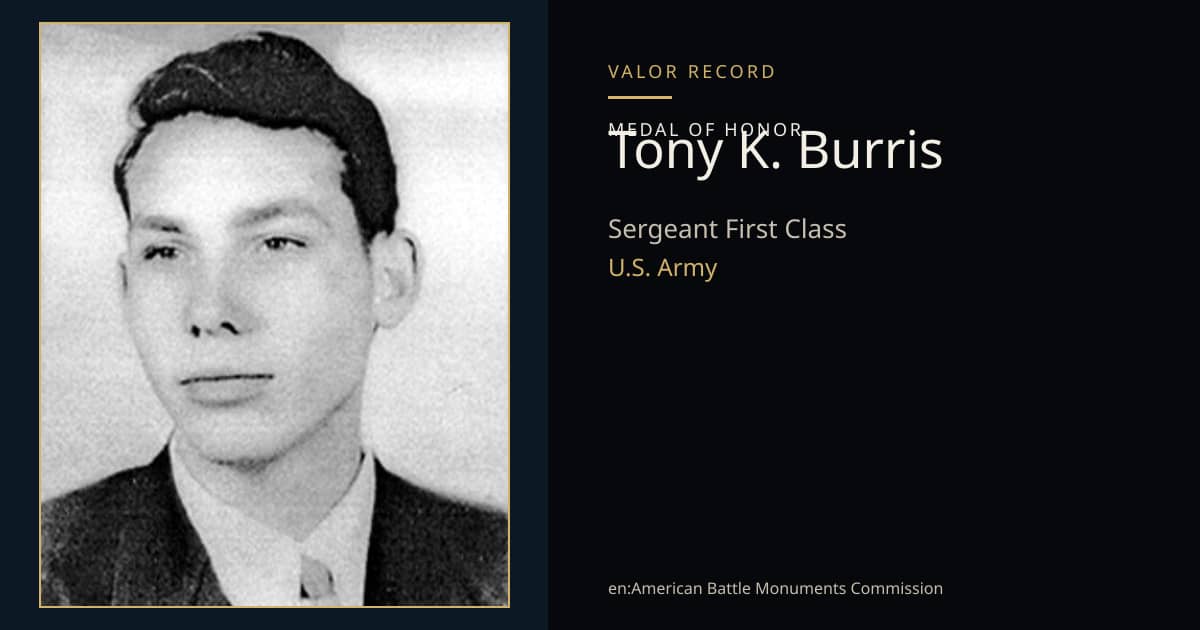 VALOR RECORD
MEDAL OF HONOR
Tony K. Burris
Sergeant First Class
U.S. Army
en:American Battle Monuments Commission